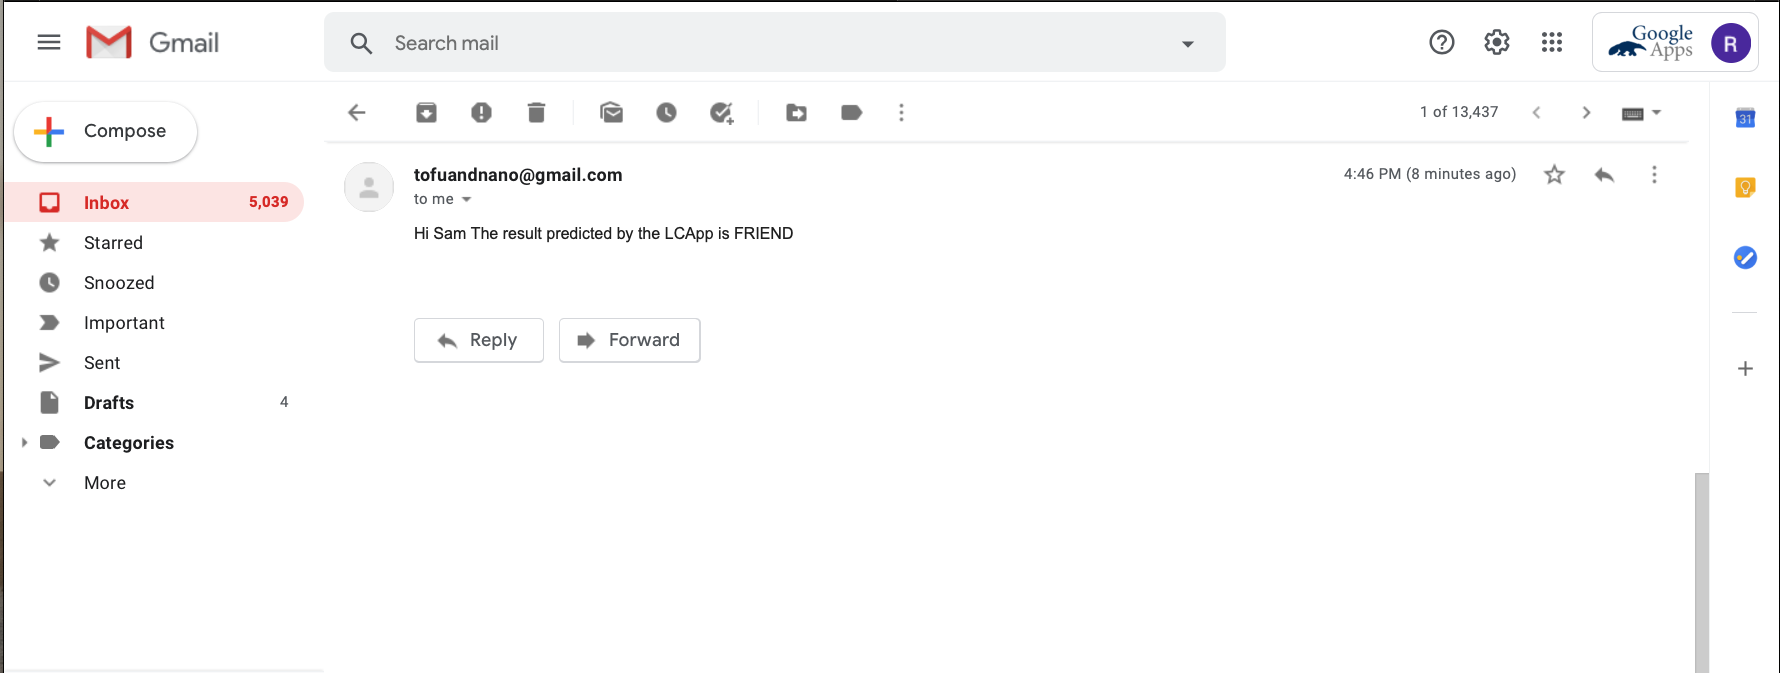 Gmail
Search mail
Google
Apps
R
Compose
1 of 13,437
31
Inbox 5,039
tofuandnano@gmail.com
4:46 PM (8 minutes ago)
to me
Hi Sam The result predicted by the LCApp is FRIEND
Starred
Snoozed
Important
Sent
Drafts 4
Categories
More
Reply
Forward